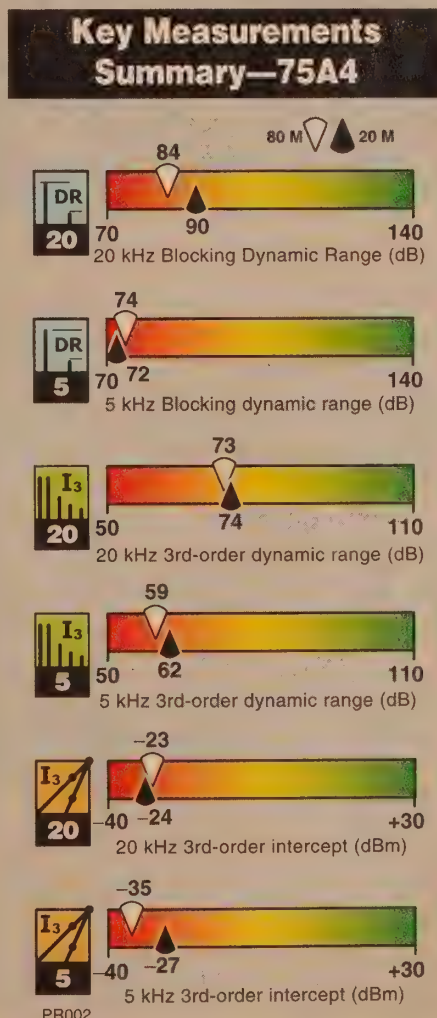 Key Measurements
Summary—75A4
80 M 20 M
84
DR
20
70 90 140
20 kHz Blocking Dynamic Range (dB)
74
DR
5
70 72 140
5 kHz Blocking dynamic range (dB)
73
I3
20
50 74 110
20 kHz 3rd-order dynamic range (dB)
59
I3
5
50 62 110
5 kHz 3rd-order dynamic range (dB)
–23
I3
20
–40 –24 +30
20 kHz 3rd-order intercept (dBm)
–35
I3
5
–40 –27 +30
5 kHz 3rd-order intercept (dBm)
PR002